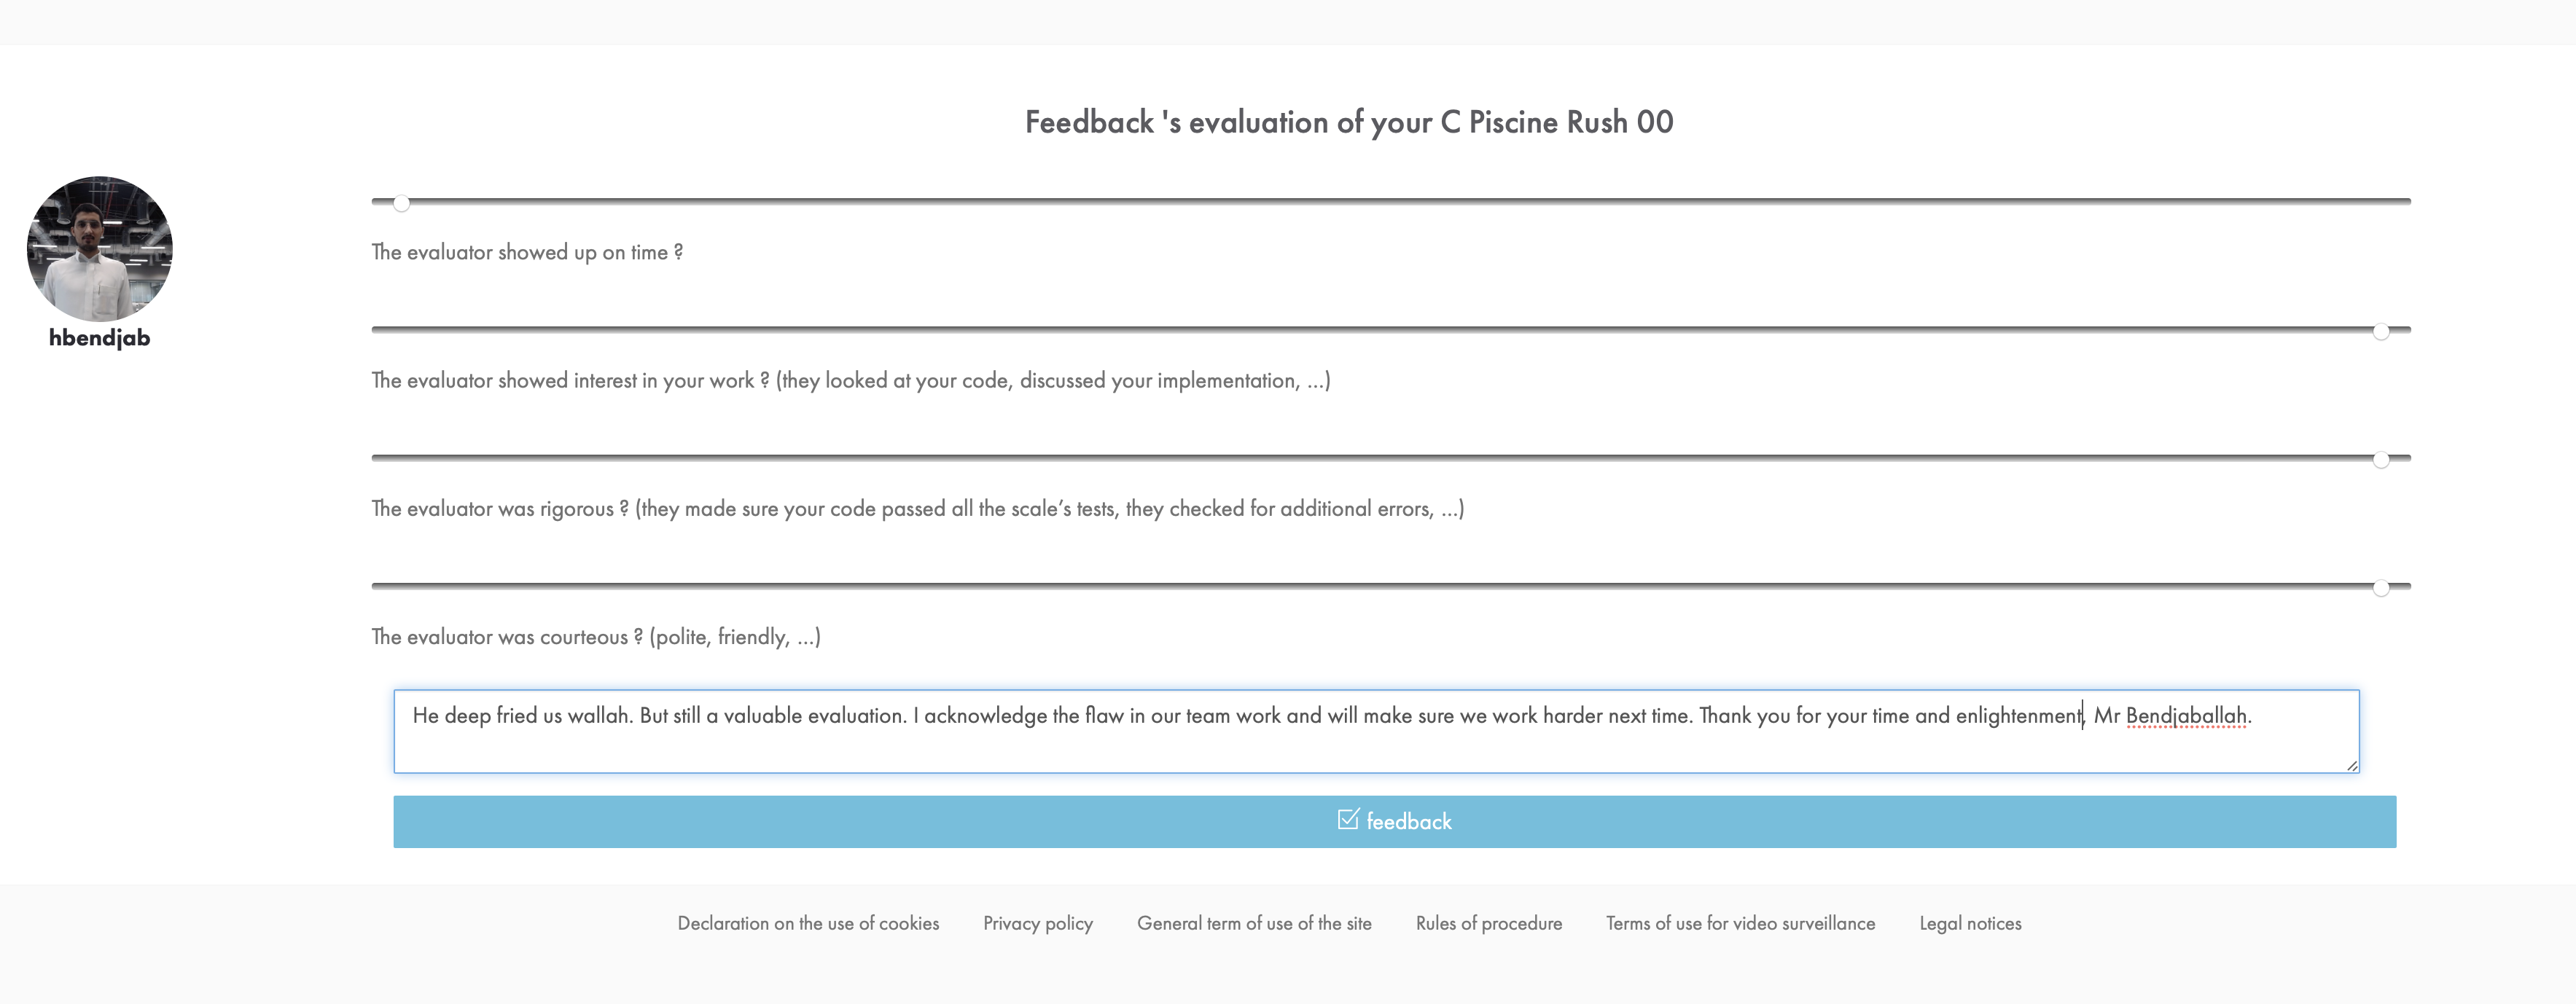 Feedback 's evaluation of your C Piscine Rush 00
hbendjab
The evaluator showed up on time ?
The evaluator showed interest in your work ? (they looked at your code, discussed your implementation, ...)
The evaluator was rigorous ? (they made sure your code passed all the scale’s tests, they checked for additional errors, ...)
The evaluator was courteous ? (polite, friendly, ...)
He deep fried us wallah. But still a valuable evaluation. I acknowledge the flaw in our team work and will make sure we work harder next time. Thank you for your time and enlightenment, Mr Bendjaballah.
feedback
Declaration on the use of cookies Privacy policy General term of use of the site Rules of procedure Terms of use for video surveillance Legal notices